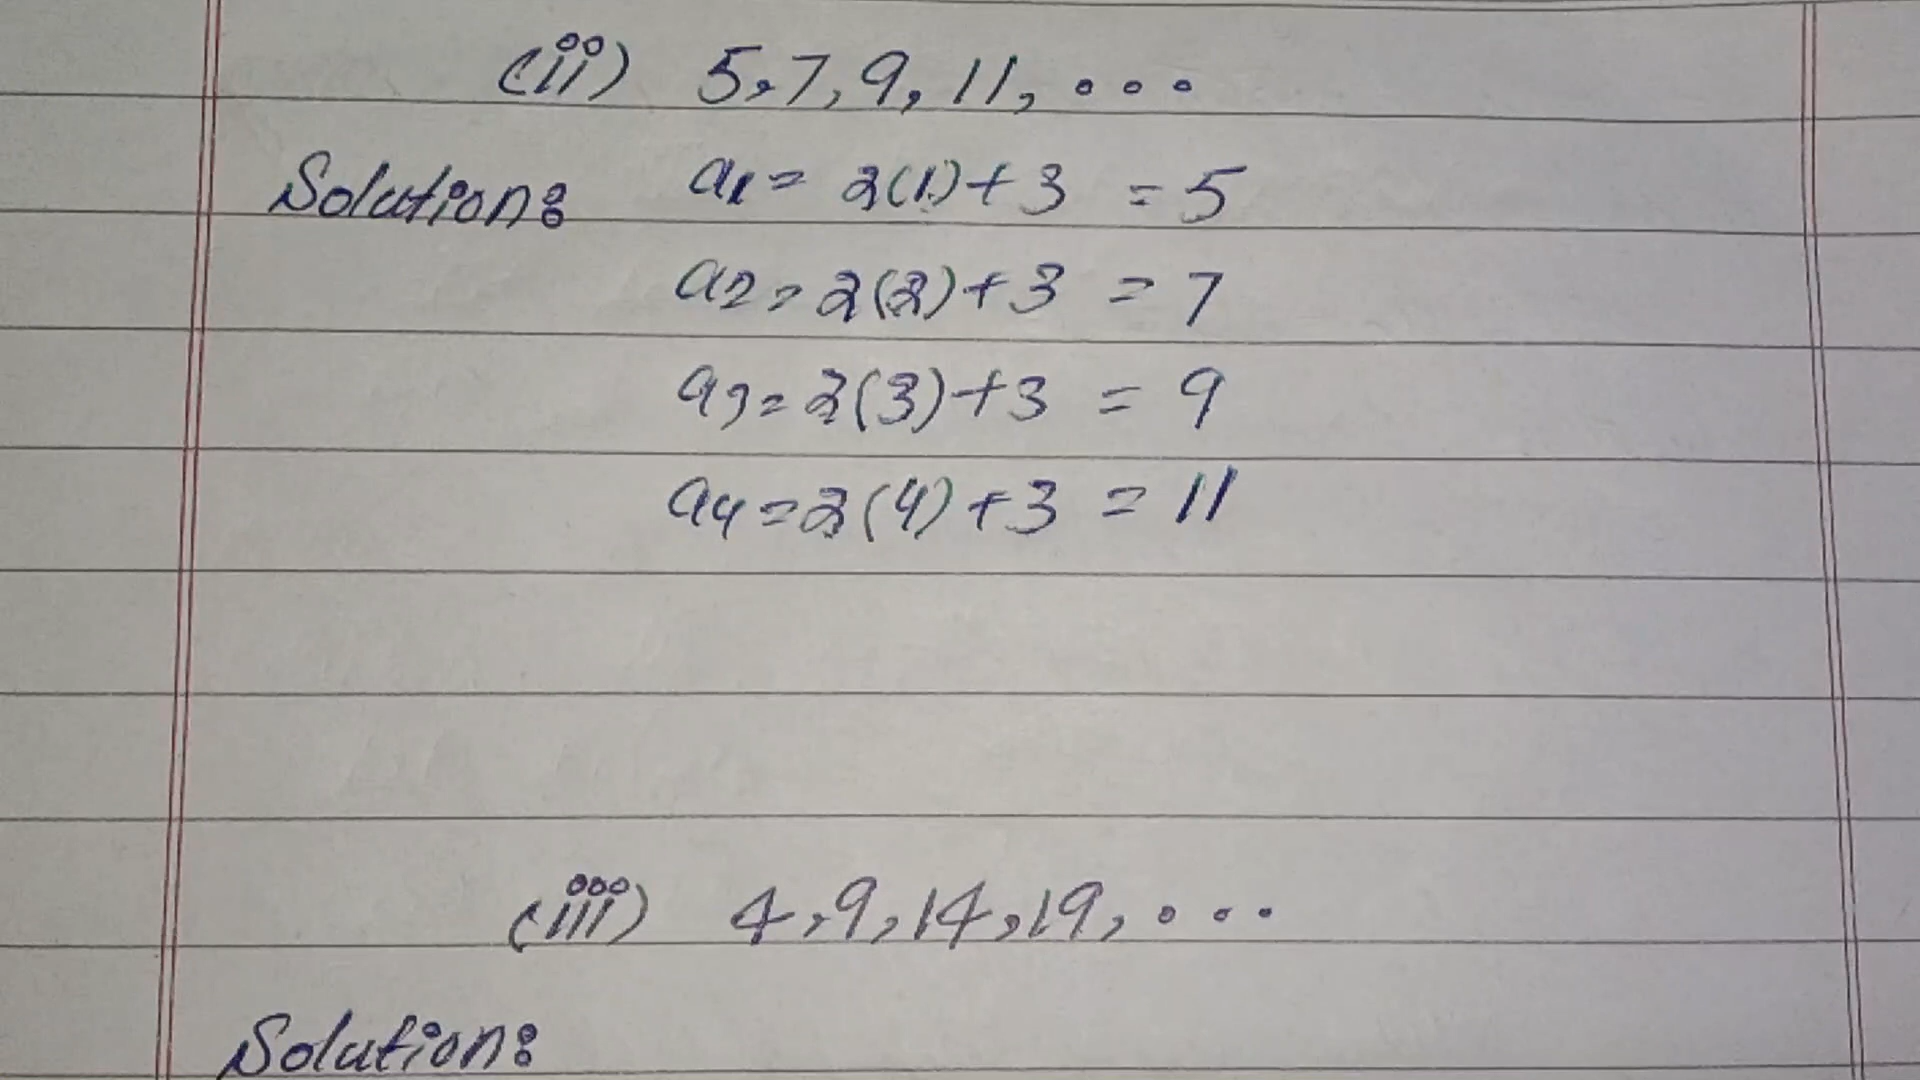 (ii) 5,7,9,11,...
Solution: a1 = 2(1)+3 = 5
a2 = 2(2)+3 = 7
a3 = 2(3)+3 = 9
a4 = 2(4)+3 = 11
(iii) 4,9,14,19,...
Solution: